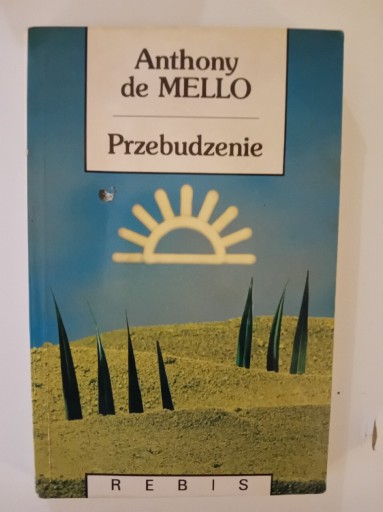 Anthony
de MELLO
Przebudzenie
REBIS